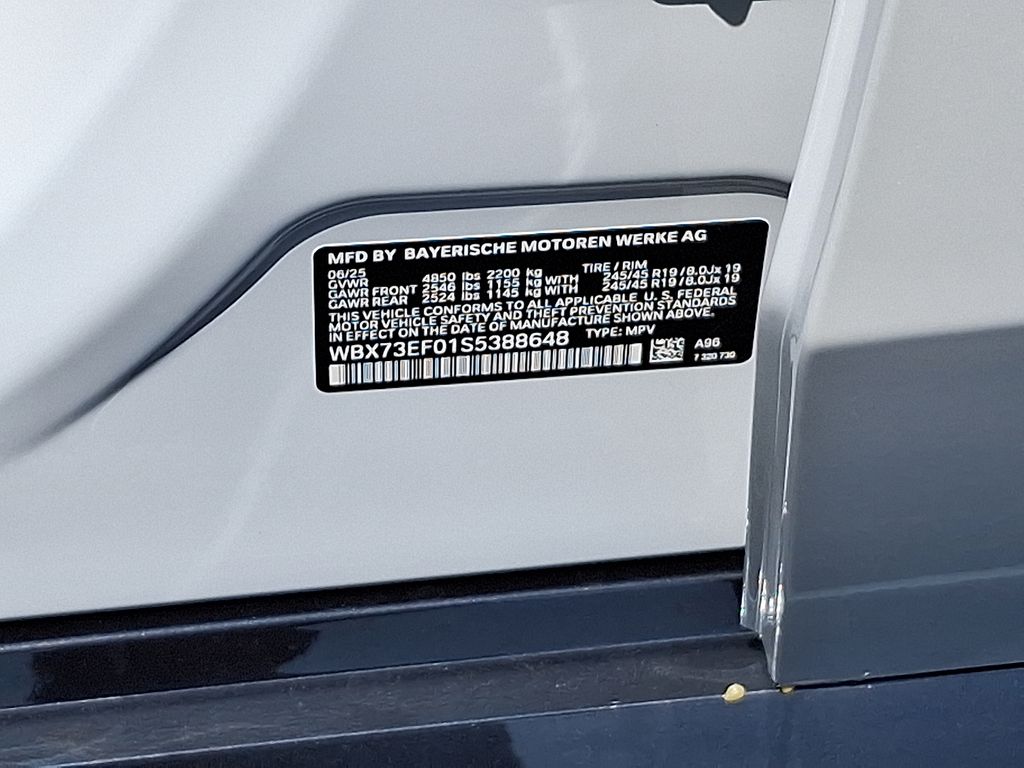 MFD BY BAYERISCHE MOTOREN WERKE AG
06/25
GVWR 4850 lbs 2200 kg TIRE / RIM
GAWR FRONT 2546 lbs 1155 kg WITH 245/45 R19 / 8.0Jx 19
GAWR REAR 2524 lbs 1145 kg WITH 245/45 R19 / 8.0Jx 19
THIS VEHICLE CONFORMS TO ALL APPLICABLE U. S. FEDERAL
MOTOR VEHICLE SAFETY AND THEFT PREVENTION STANDARDS
IN EFFECT ON THE DATE OF MANUFACTURE SHOWN ABOVE.
WBX73EF01S5388648 TYPE: MPV
A96
7 320 730